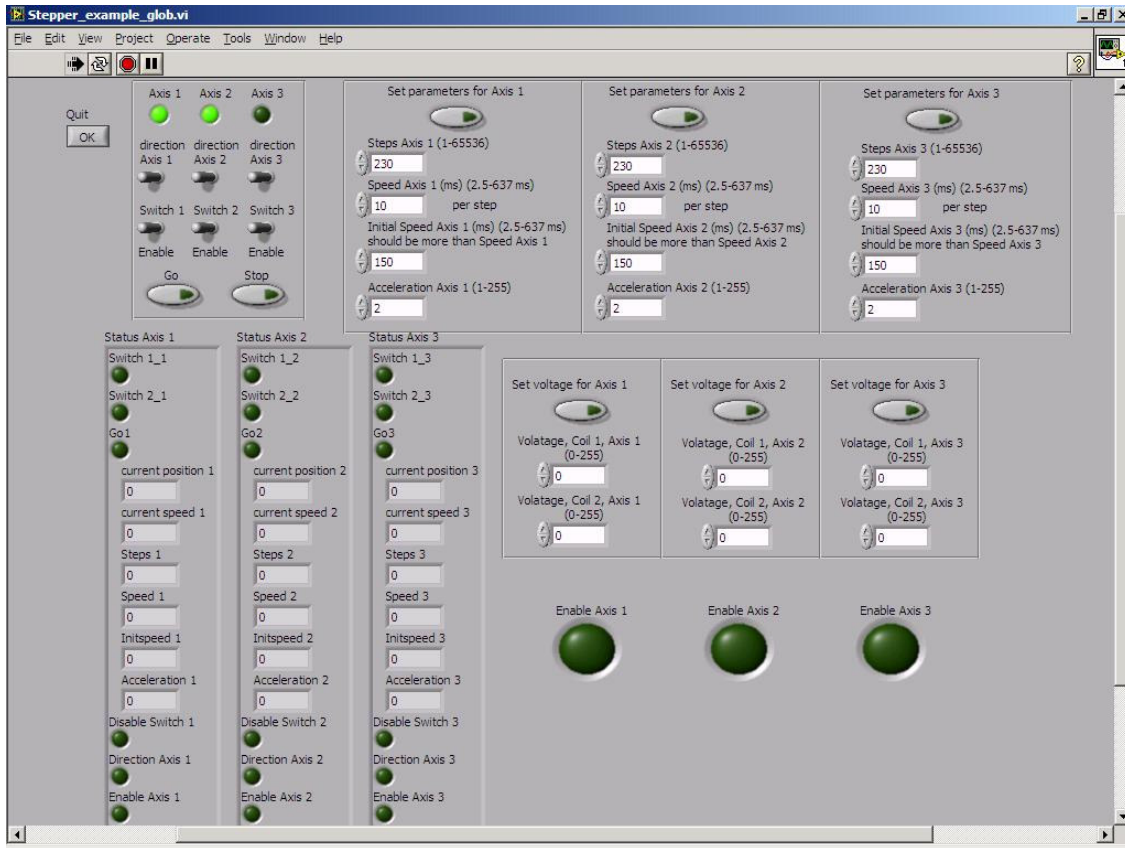 Stepper_example_glob.vi
File Edit View Project Operate Tools Window Help
Quit
OK
Axis 1 Axis 2 Axis 3
direction direction direction
Axis 1 Axis 2 Axis 3
Switch 1 Switch 2 Switch 3
Enable Enable Enable
Go Stop
Set parameters for Axis 1
Steps Axis 1 (1-65536)
230
Speed Axis 1 (ms) (2.5-637 ms)
10 per step
Initial Speed Axis 1 (ms) (2.5-637 ms)
should be more than Speed Axis 1
150
Acceleration Axis 1 (1-255)
2
Set parameters for Axis 2
Steps Axis 2 (1-65536)
230
Speed Axis 2 (ms) (2.5-637 ms)
10 per step
Initial Speed Axis 2 (ms) (2.5-637 ms)
should be more than Speed Axis 2
150
Acceleration Axis 2 (1-255)
2
Set parameters for Axis 3
Steps Axis 3 (1-65536)
230
Speed Axis 3 (ms) (2.5-637 ms)
10 per step
Initial Speed Axis 3 (ms) (2.5-637 ms)
should be more than Speed Axis 3
150
Acceleration Axis 3 (1-255)
2
Status Axis 1
Switch 1_1
Switch 2_1
Go1
current position 1
0
current speed 1
0
Steps 1
0
Speed 1
0
Initspeed 1
0
Acceleration 1
0
Disable Switch 1
Direction Axis 1
Enable Axis 1
Status Axis 2
Switch 1_2
Switch 2_2
Go2
current position 2
0
current speed 2
0
Steps 2
0
Speed 2
0
Initspeed 2
0
Acceleration 2
0
Disable Switch 2
Direction Axis 2
Enable Axis 2
Status Axis 3
Switch 1_3
Switch 2_3
Go3
current position 3
0
current speed 3
0
Steps 3
0
Speed 3
0
Initspeed 3
0
Acceleration 3
0
Disable Switch 3
Direction Axis 3
Enable Axis 3
Set voltage for Axis 1
Volatage, Coil 1, Axis 1
(0-255)
0
Volatage, Coil 2, Axis 1
(0-255)
0
Set voltage for Axis 2
Volatage, Coil 1, Axis 2
(0-255)
0
Volatage, Coil 2, Axis 2
(0-255)
0
Set voltage for Axis 3
Volatage, Coil 1, Axis 3
(0-255)
0
Volatage, Coil 2, Axis 3
(0-255)
0
Enable Axis 1 Enable Axis 2 Enable Axis 3